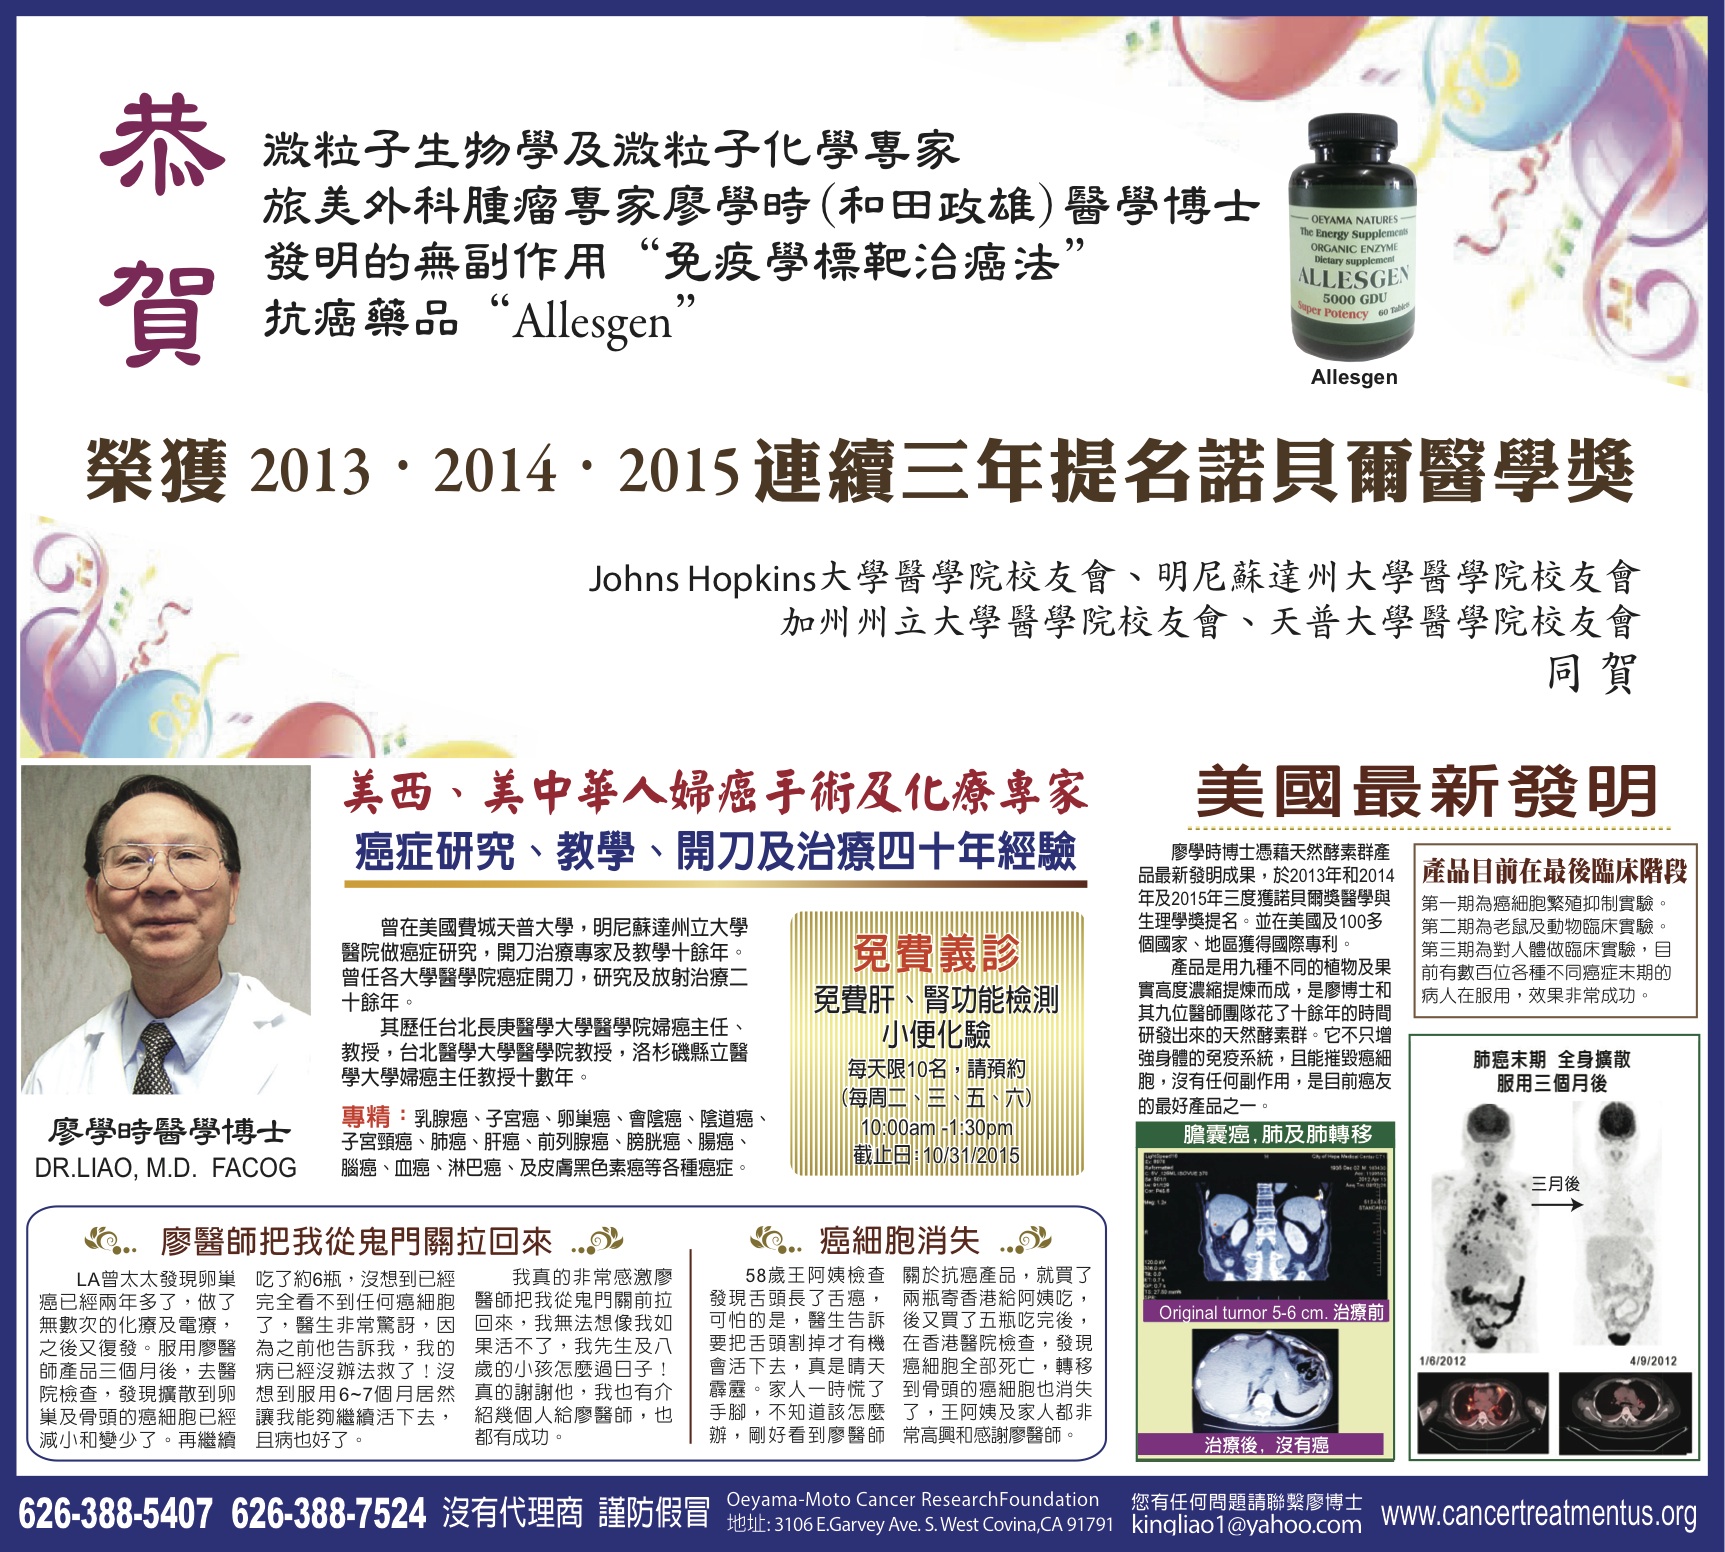 恭賀
微粒子生物學及微粒子化學專家
旅美外科腫瘤專家廖學時(和田政雄)醫學博士
發明的無副作用“免疫學標靶治癌法”
抗癌藥品“Allesgen”
OEYAMA NATURES
The Energy Supplements
ORGANIC ENZYME
Dietary supplement
ALLESGEN
5000 GDU
Super Potency 60 Tablets
Allesgen
榮獲 2013・2014・2015 連續三年提名諾貝爾醫學獎
Johns Hopkins大學醫學院校友會、明尼蘇達州大學醫學院校友會
加州州立大學醫學院校友會、天普大學醫學院校友會
同 賀
廖學時醫學博士
DR.LIAO, M.D. FACOG
美西、美中華人婦癌手術及化療專家
癌症研究、教學、開刀及治療四十年經驗
曾在美國費城天普大學，明尼蘇達州立大學
醫院做癌症研究，開刀治療專家及教學十餘年。
曾任各大學醫學院癌症開刀，研究及放射治療二
十餘年。
其歷任台北長庚醫學大學醫學院婦癌主任、
教授，台北醫學大學醫學院教授，洛杉磯縣立醫
學大學婦癌主任教授十數年。
專精：乳腺癌、子宮癌、卵巢癌、會陰癌、陰道癌、
子宮頸癌、肺癌、肝癌、前列腺癌、膀胱癌、腸癌、
腦癌、血癌、淋巴癌、及皮膚黑色素癌等各種癌症。
免費義診
免費肝、腎功能檢測
小便化驗
每天限10名，請預約
(每周二、三、五、六)
10:00am -1:30pm
截止日:10/31/2015
美國最新發明
廖學時博士憑藉天然酵素群產
品最新發明成果，於2013年和2014
年及2015年三度獲諾貝爾獎醫學與
生理學獎提名。並在美國及100多
個國家、地區獲得國際專利。
產品是用九種不同的植物及果
實高度濃縮提煉而成，是廖博士和
其九位醫師團隊花了十餘年的時間
研發出來的天然酵素群。它不只增
強身體的免疫系統，且能摧毀癌細
胞，沒有任何副作用，是目前癌友
的最好產品之一。
產品目前在最後臨床階段
第一期為癌細胞繁殖抑制實驗。
第二期為老鼠及動物臨床實驗。
第三期為對人體做臨床實驗，目
前有數百位各種不同癌症末期的
病人在服用，效果非常成功。
膽囊癌, 肺及肺轉移
Original turnor 5-6 cm. 治療前
治療後，沒有癌
肺癌末期 全身擴散
服用三個月後
三月後
1/6/2012
4/9/2012
廖醫師把我從鬼門關拉回來
LA曾太太發現卵巢
癌已經兩年多了，做了
無數次的化療及電療，
之後又復發。服用廖醫
師產品三個月後，去醫
院檢查，發現擴散到卵
巢及骨頭的癌細胞已經
減小和變少了。再繼續
吃了約6瓶，沒想到已經
完全看不到任何癌細胞
了，醫生非常驚訝，因
為之前他告訴我，我的
病已經沒辦法救了！沒
想到服用6~7個月居然
讓我能夠繼續活下去，
且病也好了。
我真的非常感激廖
醫師把我從鬼門關前拉
回來，我無法想像我如
果活不了，我先生及八
歲的小孩怎麼過日子！
真的謝謝他，我也有介
紹幾個人給廖醫師，也
都有成功。
癌細胞消失
58歲王阿姨檢查
發現舌頭長了舌癌，
可怕的是，醫生告訴
要把舌頭割掉才有機
會活下去，真是晴天
霹靂。家人一時慌了
手腳，不知道該怎麼
辦，剛好看到廖醫師
關於抗癌產品，就買了
兩瓶寄香港給阿姨吃，
後又買了五瓶吃完後，
在香港醫院檢查，發現
癌細胞全部死亡，轉移
到骨頭的癌細胞也消失
了，王阿姨及家人都非
常高興和感謝廖醫師。
626-388-5407 626-388-7524 沒有代理商 謹防假冒
Oeyama-Moto Cancer ResearchFoundation
地址: 3106 E.Garvey Ave. S. West Covina,CA 91791
您有任何問題請聯繫廖博士
kingliao1@yahoo.com
www.cancertreatmentus.org